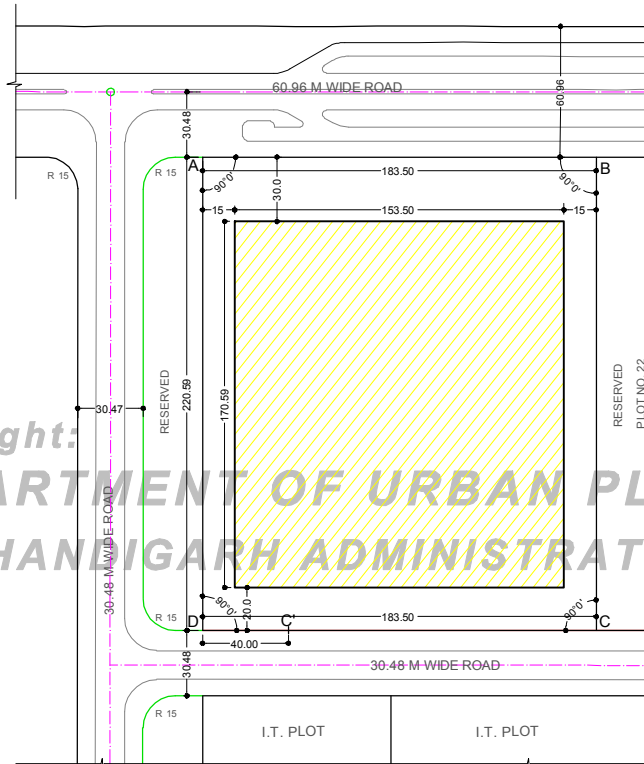 60.96 M WIDE ROAD
60.96
30.48
A
B
R 15
R 15
90°0'
183.50
90°0'
30.0
15
153.50
15
RESERVED
220.59
170.59
30.47
RESERVED
PLOT NO. 22
ght:
ARTMENT OF URBAN PL
HANDIGARH ADMINISTRAT
30.48 M WIDE ROAD
90°0'
20.0
90°0'
R 15
D
C'
183.50
C
40.00
30.48
30.48 M WIDE ROAD
R 15
I.T. PLOT
I.T. PLOT